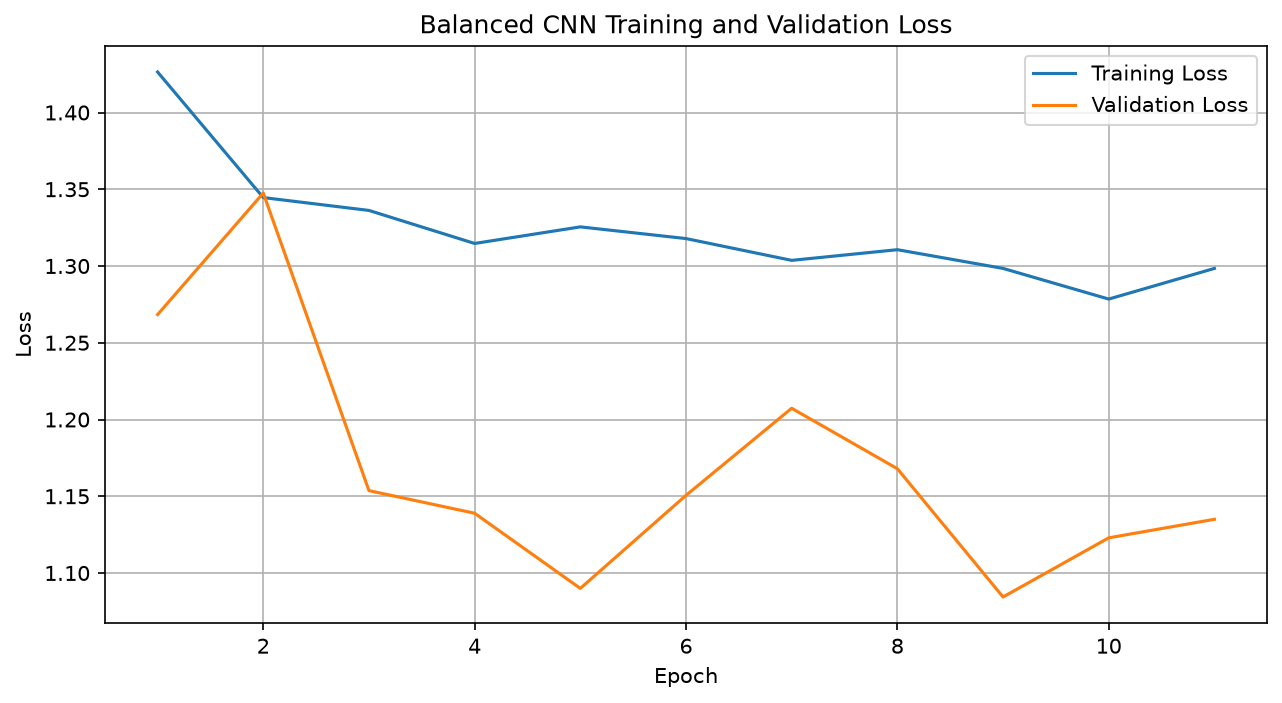 Balanced CNN Training and Validation Loss
Training Loss
Validation Loss
1.40
1.35
1.30
1.25
1.20
1.15
1.10
Loss
2 4 6 8 10
Epoch